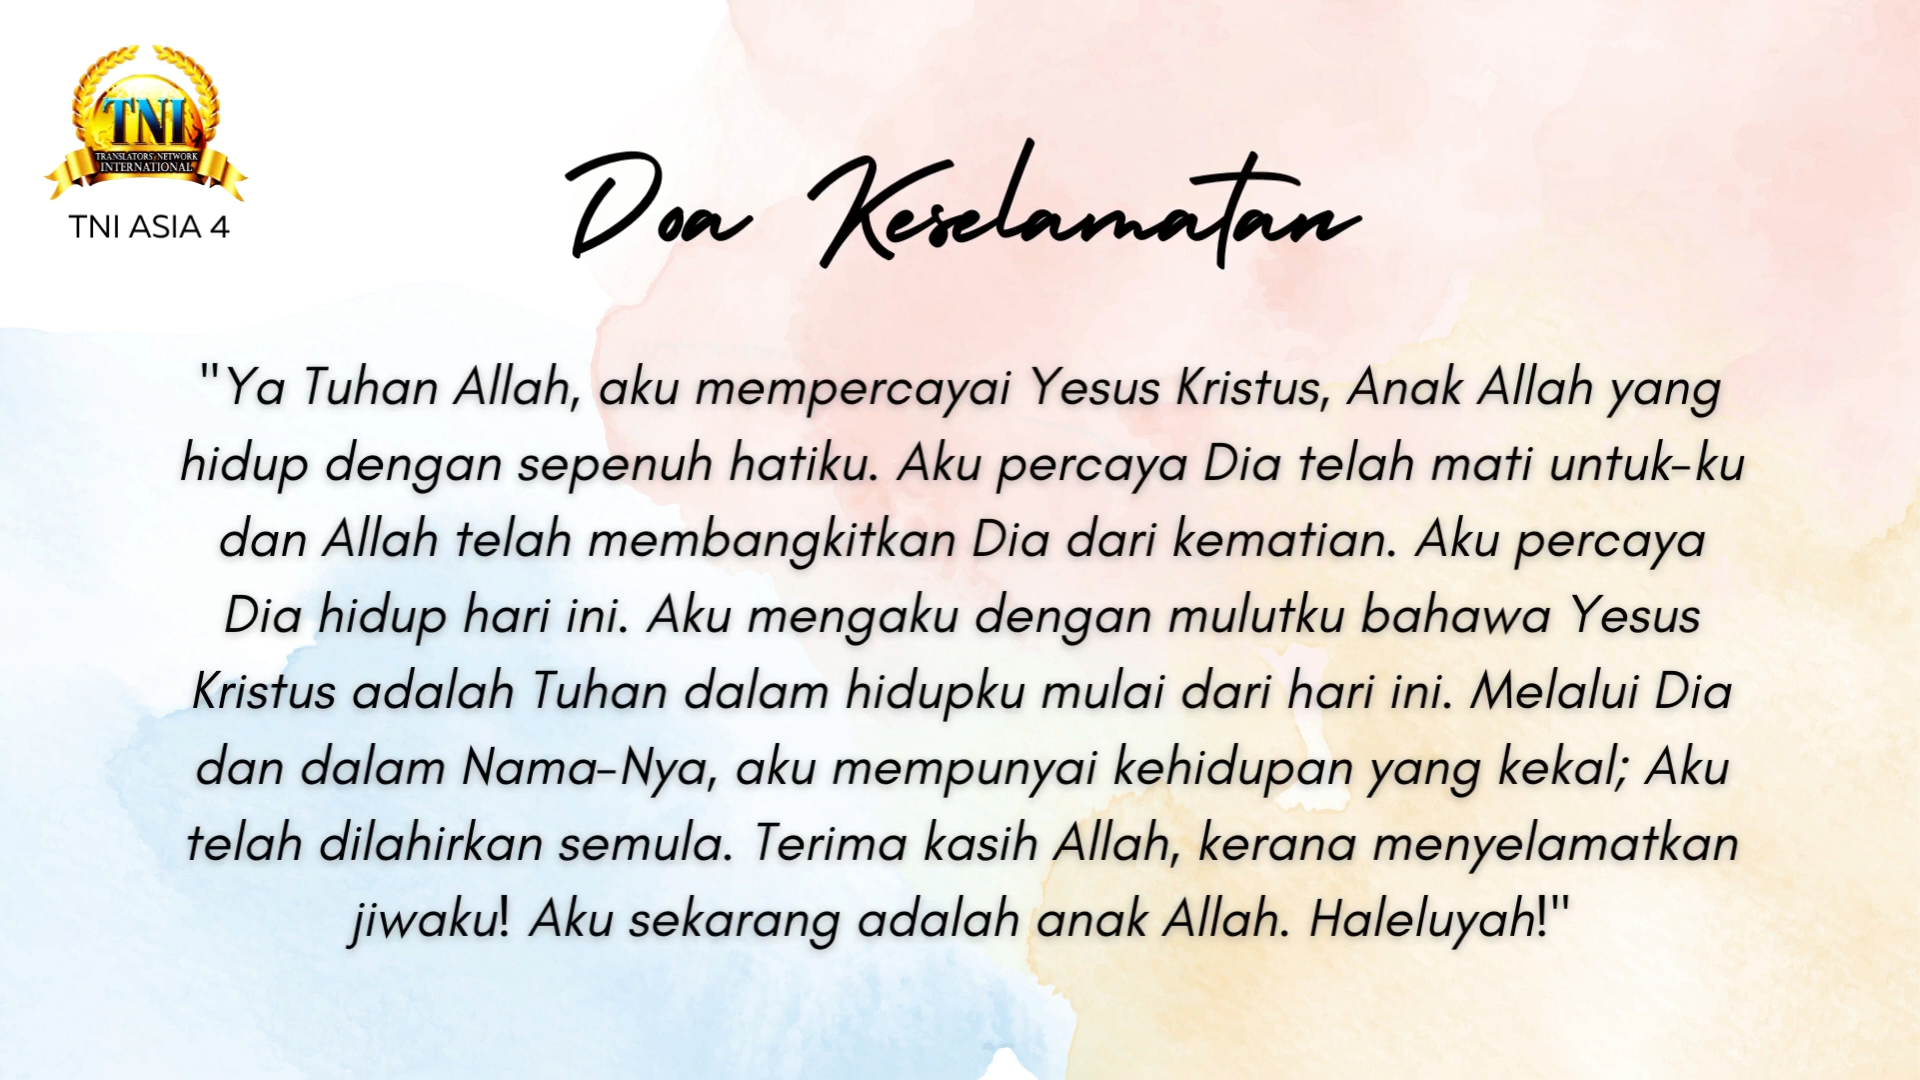 TNI
TRANSLATORS NETWORK
INTERNATIONAL
TNI ASIA 4
Doa Keselamatan
"Ya Tuhan Allah, aku mempercayai Yesus Kristus, Anak Allah yang
hidup dengan sepenuh hatiku. Aku percaya Dia telah mati untuk-ku
dan Allah telah membangkitkan Dia dari kematian. Aku percaya
Dia hidup hari ini. Aku mengaku dengan mulutku bahawa Yesus
Kristus adalah Tuhan dalam hidupku mulai dari hari ini. Melalui Dia
dan dalam Nama-Nya, aku mempunyai kehidupan yang kekal; Aku
telah dilahirkan semula. Terima kasih Allah, kerana menyelamatkan
jiwaku! Aku sekarang adalah anak Allah. Haleluyah!"